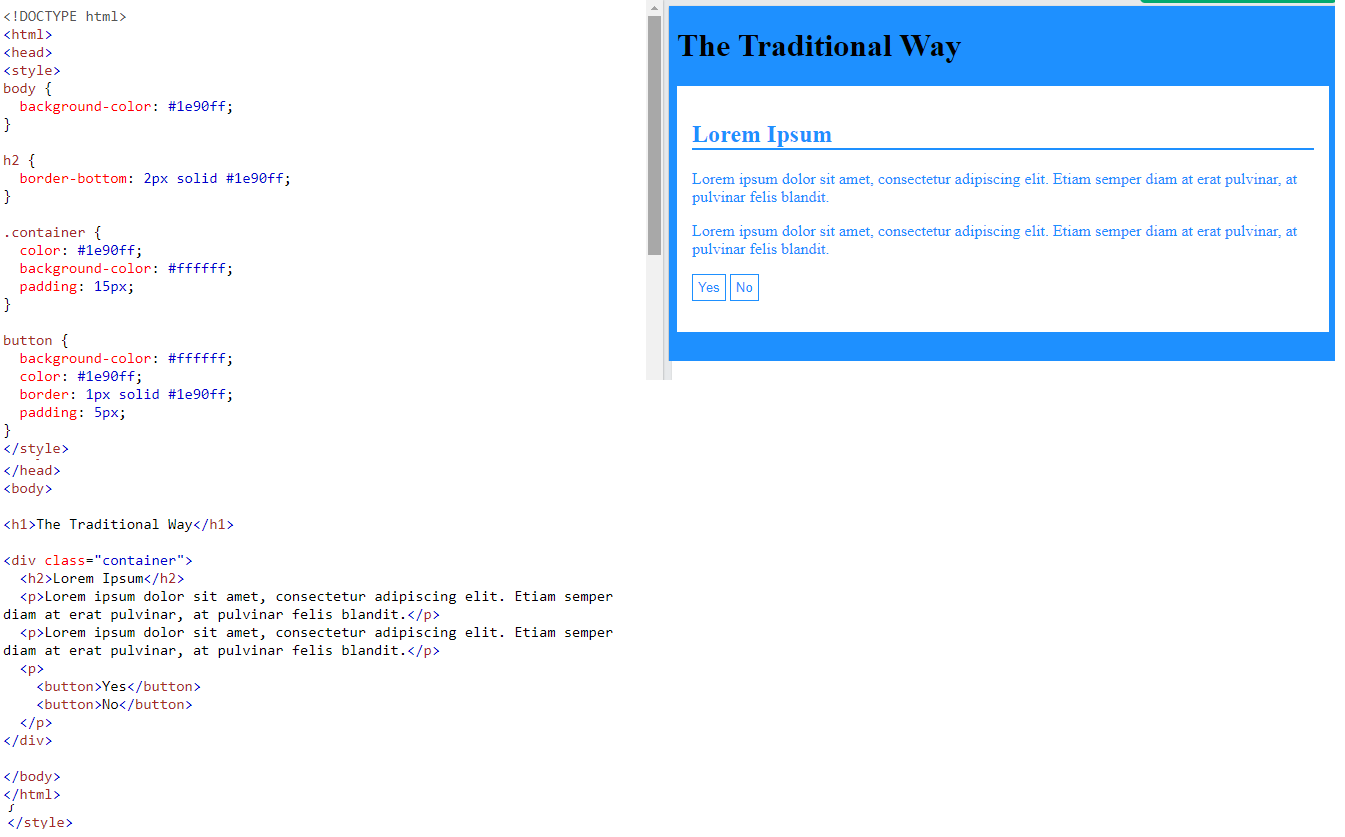 <!DOCTYPE html>
<html>
<head>
<style>
body {
  background-color: #1e90ff;
}

h2 {
  border-bottom: 2px solid #1e90ff;
}

.container {
  color: #1e90ff;
  background-color: #ffffff;
  padding: 15px;
}

button {
  background-color: #ffffff;
  color: #1e90ff;
  border: 1px solid #1e90ff;
  padding: 5px;
}
</style>
</head>
<body>

<h1>The Traditional Way</h1>

<div class="container">
  <h2>Lorem Ipsum</h2>
  <p>Lorem ipsum dolor sit amet, consectetur adipiscing elit. Etiam semper
diam at erat pulvinar, at pulvinar felis blandit.</p>
  <p>Lorem ipsum dolor sit amet, consectetur adipiscing elit. Etiam semper
diam at erat pulvinar, at pulvinar felis blandit.</p>
  <p>
    <button>Yes</button>
    <button>No</button>
  </p>
</div>

</body>
</html>
</style>
The Traditional Way
Lorem Ipsum
Lorem ipsum dolor sit amet, consectetur adipiscing elit. Etiam semper diam at erat pulvinar, at
pulvinar felis blandit.
Lorem ipsum dolor sit amet, consectetur adipiscing elit. Etiam semper diam at erat pulvinar, at
pulvinar felis blandit.
Yes No